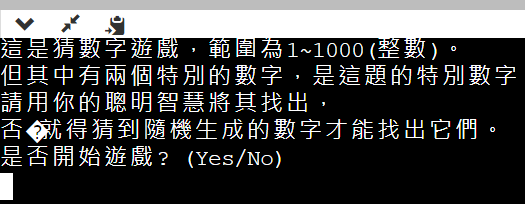 這是猜數字遊戲，範圍為1~1000(整數)。
但其中有兩個特別的數字，是這題的特別數字
請用你的聰明智慧將其找出，
否�就得猜到隨機生成的數字才能找出它們。
是否開始遊戲? (Yes/No)